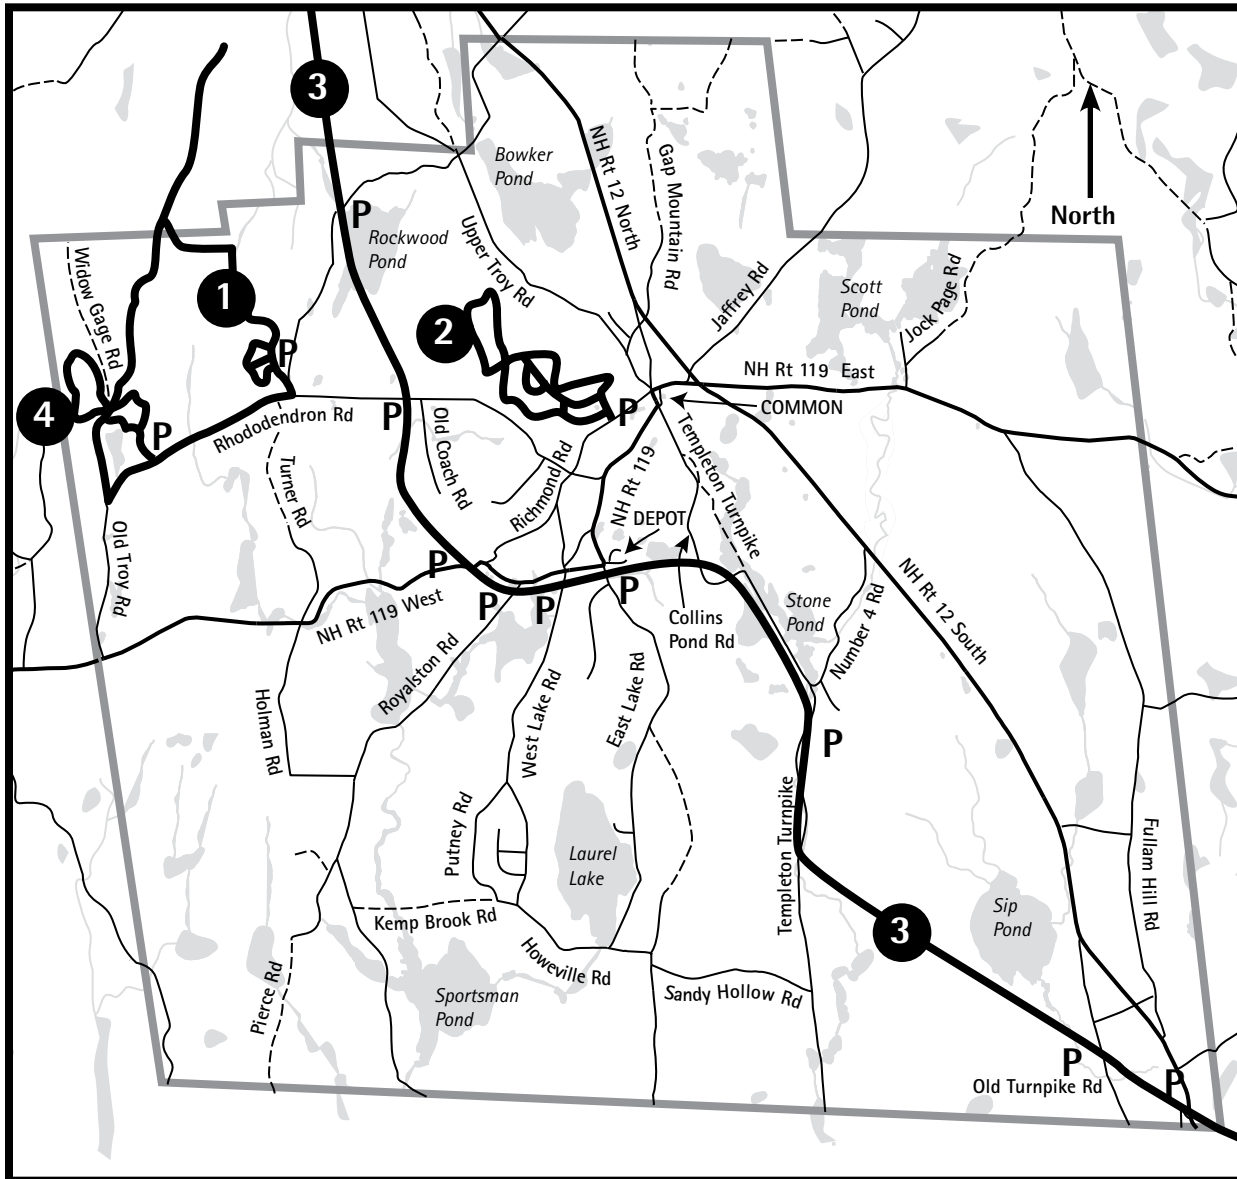 3
Bowker
Pond
NH Rt 12 North
Gap Mountain Rd
North
P
Rockwood
Pond
Upper Troy Rd
Widow Gage Rd
Jaffrey Rd
Scott
Pond
Jock Page Rd
1
2
P
NH Rt 119 East
4
P
P
P
COMMON
Rhododendron Rd
Old Coach Rd
Templeton Turnpike
Turner Rd
Richmond Rd
NH Rt 119
DEPOT
Old Troy Rd
P
P
P
P
NH Rt 119 West
Collins
Pond Rd
Stone
Pond
Number 4 Rd
NH Rt 12 South
Royalston Rd
Holman Rd
West Lake Rd
East Lake Rd
P
Putney Rd
Templeton Turnpike
Laurel
Lake
Fullam Hill Rd
Kemp Brook Rd
Sip
Pond
3
Howeville Rd
Pierce Rd
Sportsman
Pond
Sandy Hollow Rd
P
Old Turnpike Rd
P